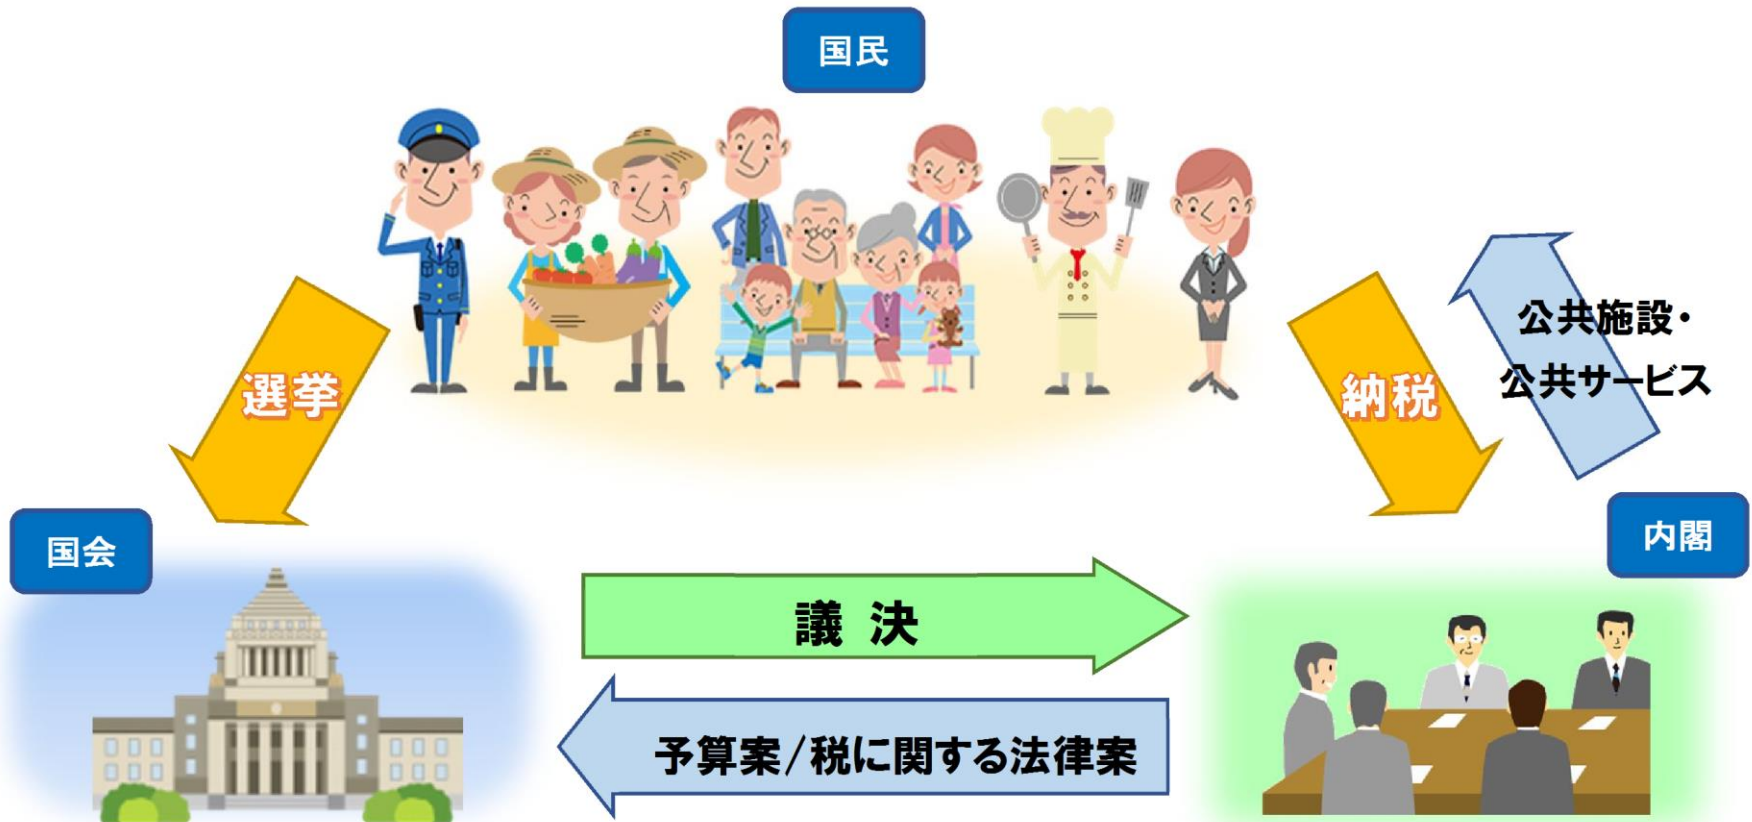 国民
選挙
納税
公共施設・
公共サービス
国会
内閣
議 決
予算案/税に関する法律案